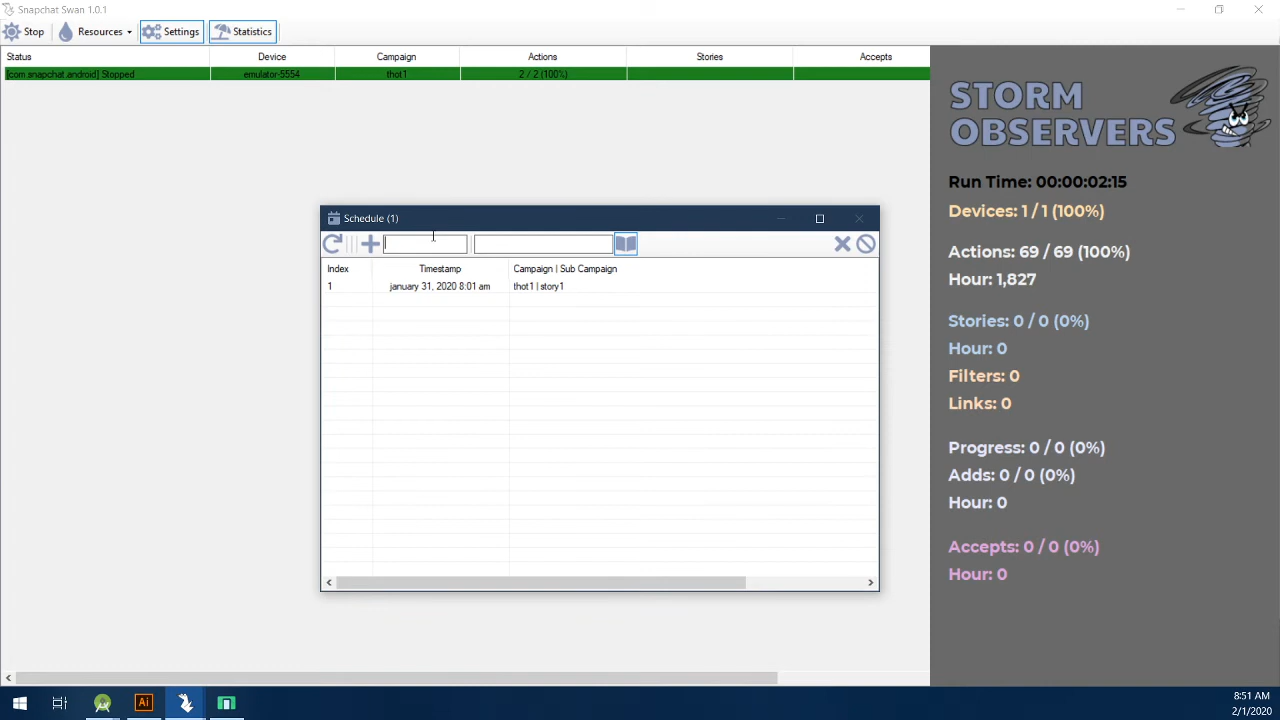 Snapchat Swan 1.0.1
Stop Resources Settings Statistics
Status Device Campaign Actions Stories Accepts
[com.snapchat.android] Stopped emulator-5554 thot1 2 / 2 (100%)
STORM
OBSERVERS
Run Time: 00:00:02:15
Devices: 1 / 1 (100%)
Actions: 69 / 69 (100%)
Hour: 1,827
Stories: 0 / 0 (0%)
Hour: 0
Filters: 0
Links: 0
Progress: 0 / 0 (0%)
Adds: 0 / 0 (0%)
Hour: 0
Accepts: 0 / 0 (0%)
Hour: 0
Schedule (1)
Index Timestamp Campaign | Sub Campaign
1 january 31, 2020 8:01 am thot1 | story1
Ai
8:51 AM
2/1/2020